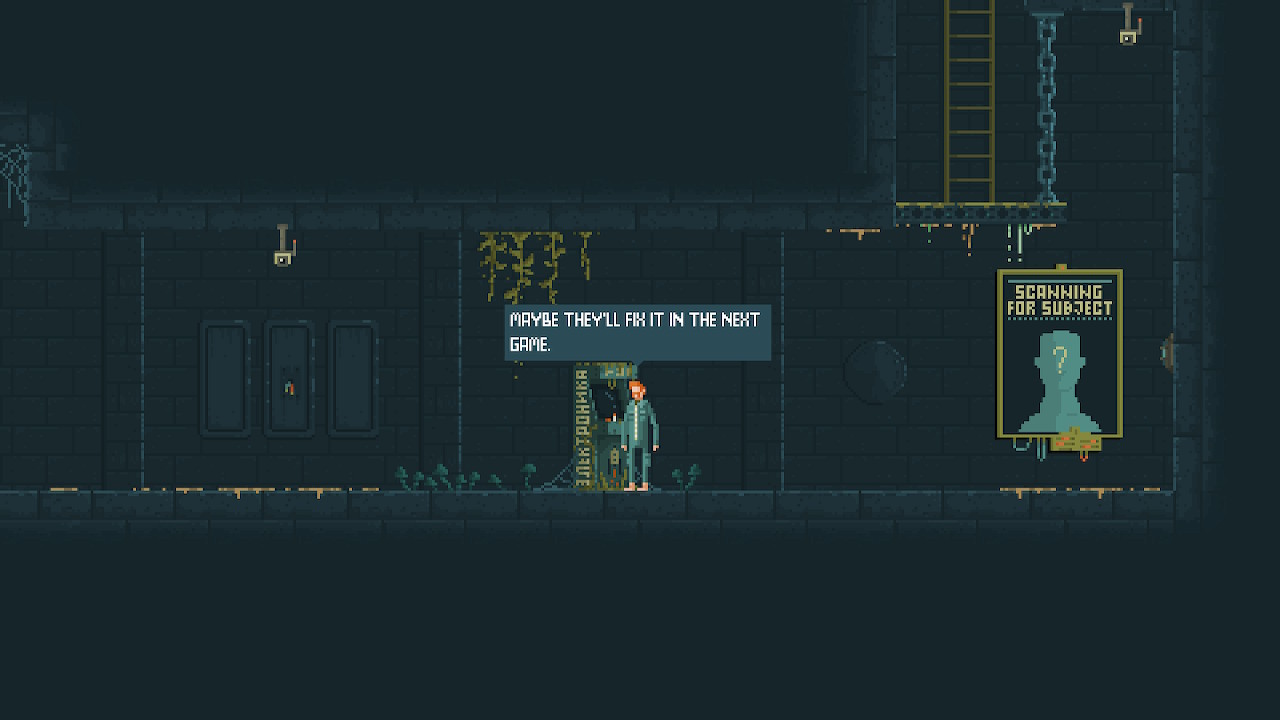 SCANNING
FOR SUBJECT
?
MAYBE THEY'LL FIX IT IN THE NEXT
GAME.
ЭЛЕКТРОНИКА